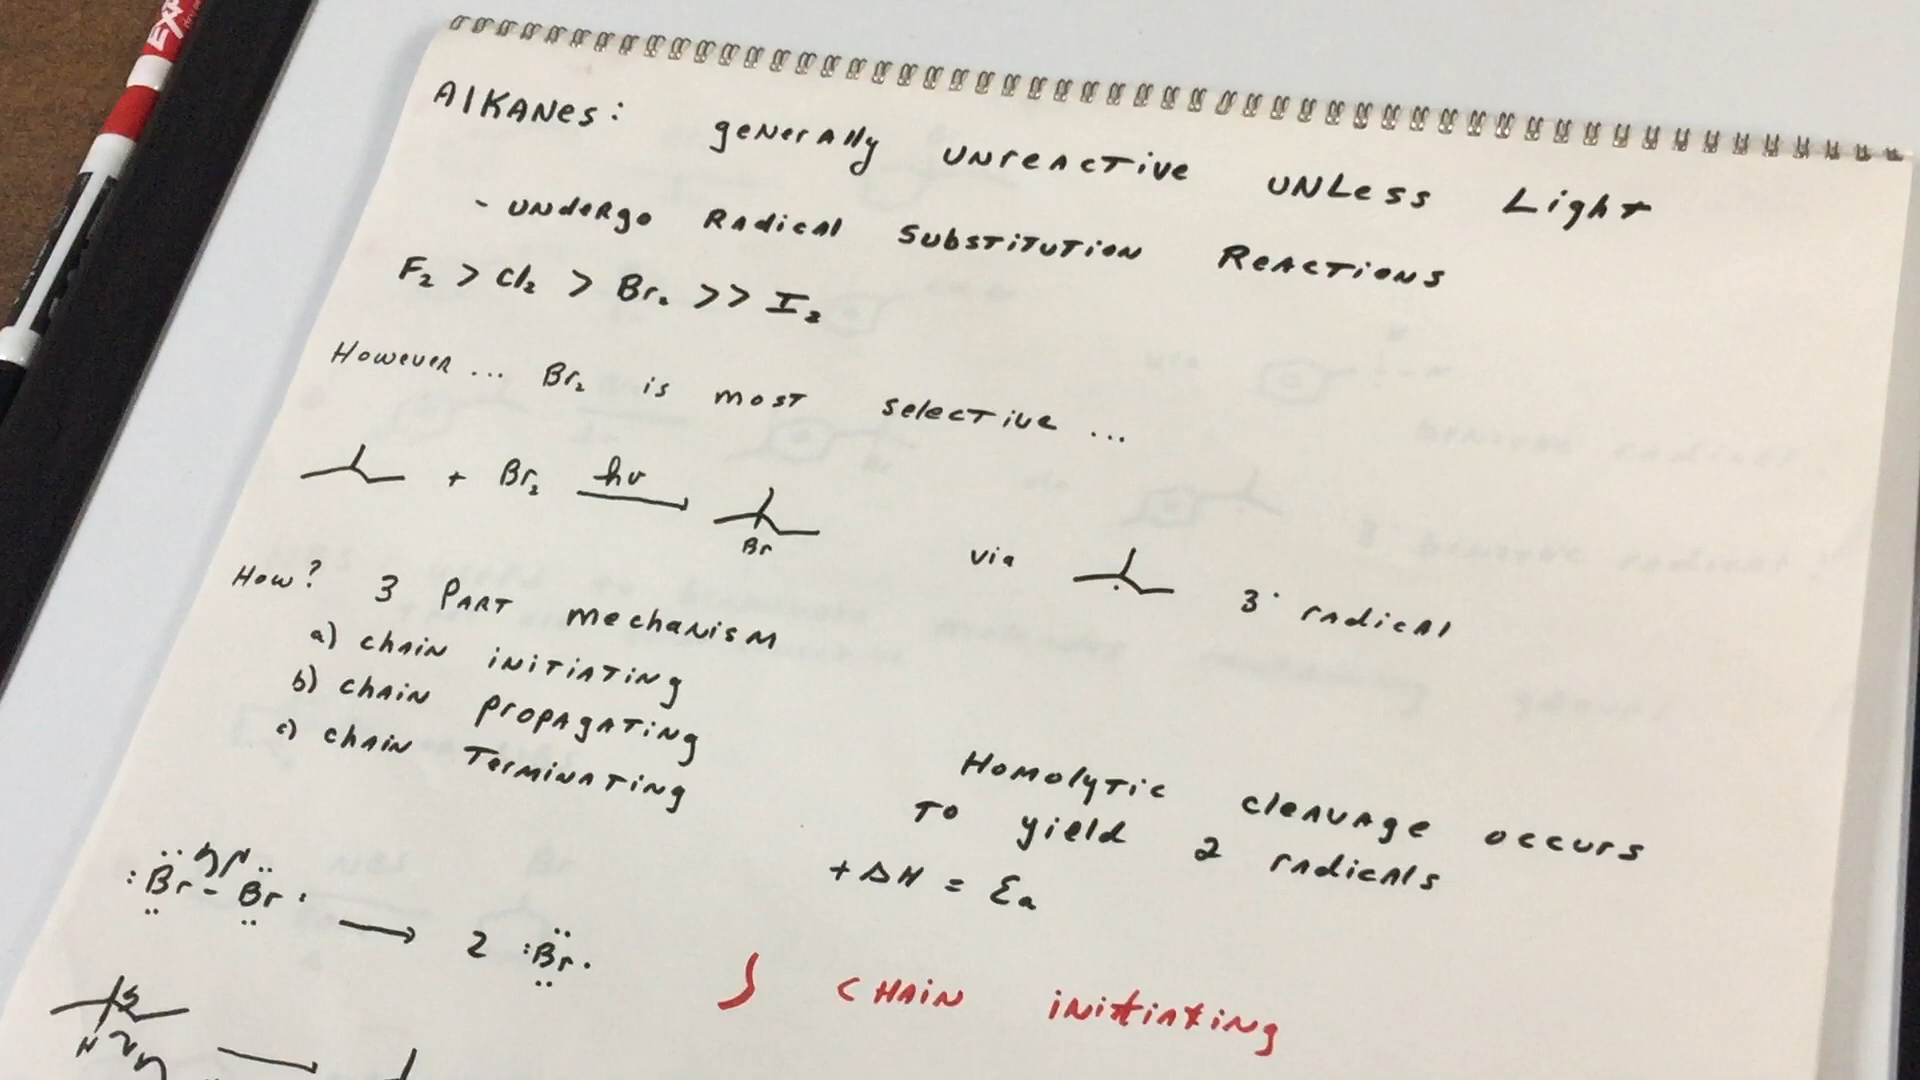 EXP
Alkanes: generally unreactive unless light
- undergo Radical Substitution Reactions
F₂ > Cl₂ > Br₂ >> I₂
However ... Br₂ is most selective ...
+ Br₂ hν
Br
via 3° radical
How? 3 Part mechanism
a) chain initiating
b) chain propagating
c) chain Terminating
Homolytic cleavage occurs
to yield 2 radicals
+ΔH = Ea
:Br-Br: 2 :Br·
} Chain initiating
H